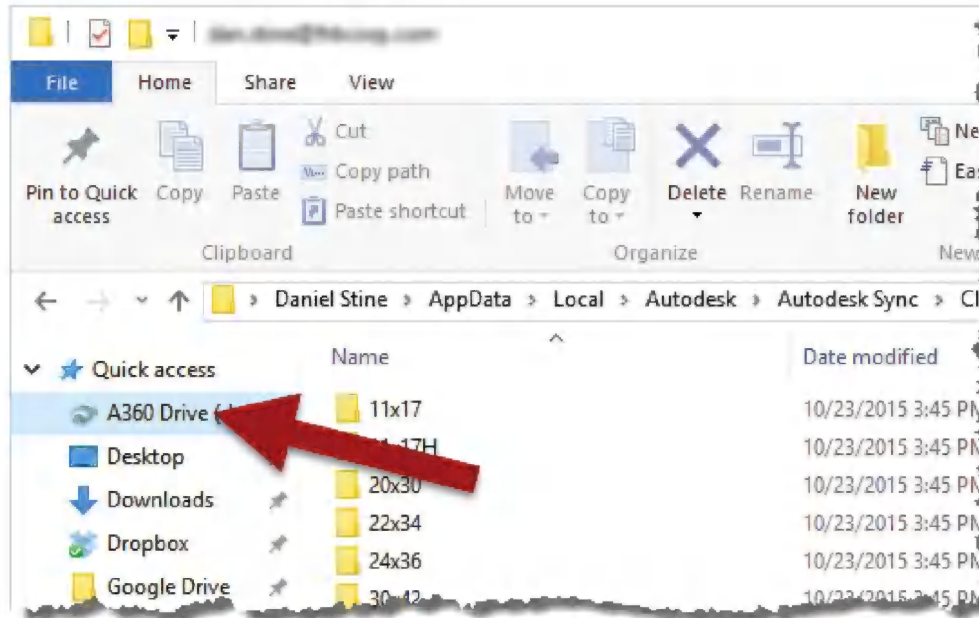 File Home Share View
Pin to Quick access
Copy
Paste
Cut
Copy path
Paste shortcut
Move to
Copy to
Delete
Rename
New folder
Clipboard
Organize
Daniel Stine > AppData > Local > Autodesk > Autodesk Sync >
Name Date modified
Quick access
A360 Drive (
Desktop
Downloads
Dropbox
Google Drive
11x17 10/23/2015 3:45 PM
17H 10/23/2015 3:45 PM
20x30 10/23/2015 3:45 PM
22x34 10/23/2015 3:45 PM
24x36 10/23/2015 3:45 PM
30x42